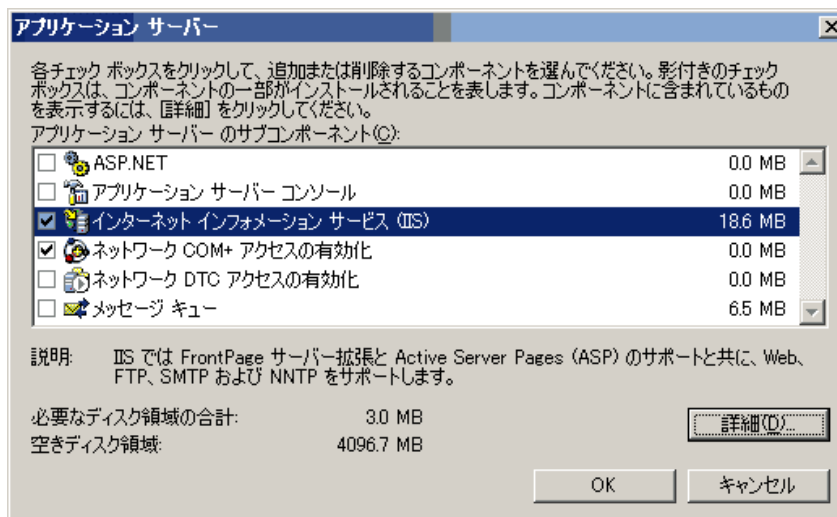 アプリケーション サーバー
各チェック ボックスをクリックして、追加または削除するコンポーネントを選んでください。影付きのチェック
ボックスは、コンポーネントの一部がインストールされることを表します。コンポーネントに含まれているもの
を表示するには、[詳細] をクリックしてください。
アプリケーション サーバー のサブコンポーネント(C):
ASP.NET 0.0 MB
アプリケーション サーバー コンソール 0.0 MB
インターネット インフォメーション サービス (IIS) 18.6 MB
ネットワーク COM+ アクセスの有効化 0.0 MB
ネットワーク DTC アクセスの有効化 0.0 MB
メッセージ キュー 6.5 MB
説明: IIS では FrontPage サーバー拡張と Active Server Pages (ASP) のサポートと共に、Web、
FTP、SMTP および NNTP をサポートします。
必要なディスク領域の合計: 3.0 MB
空きディスク領域: 4096.7 MB
詳細(D)...
OK キャンセル